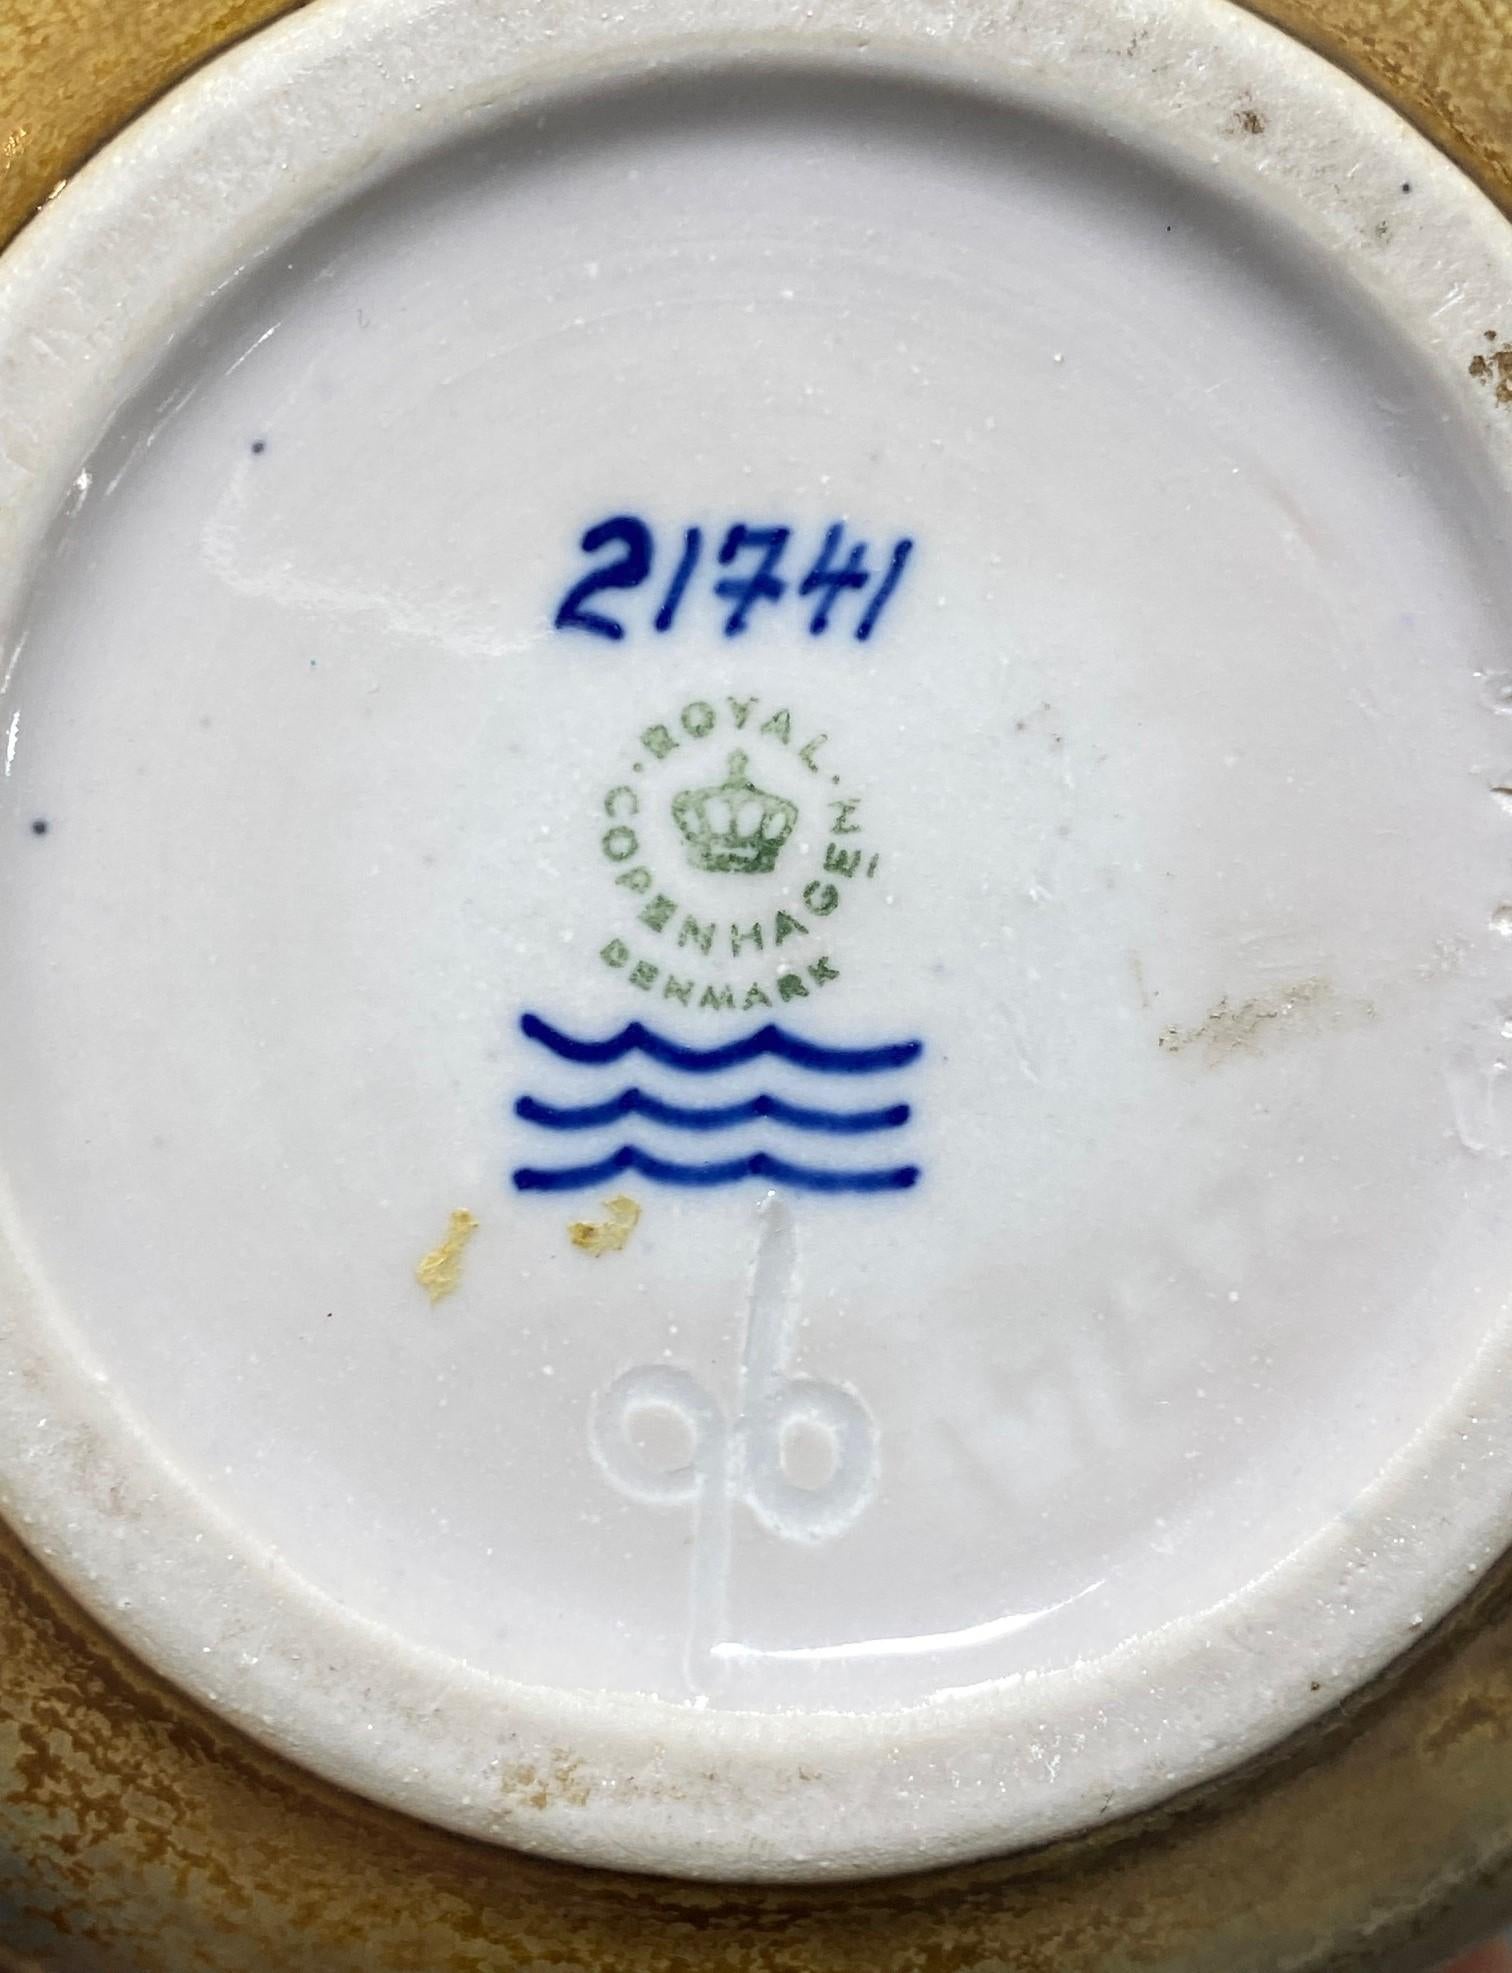 21741
ROYAL
COPENHAGEN
DENMARK